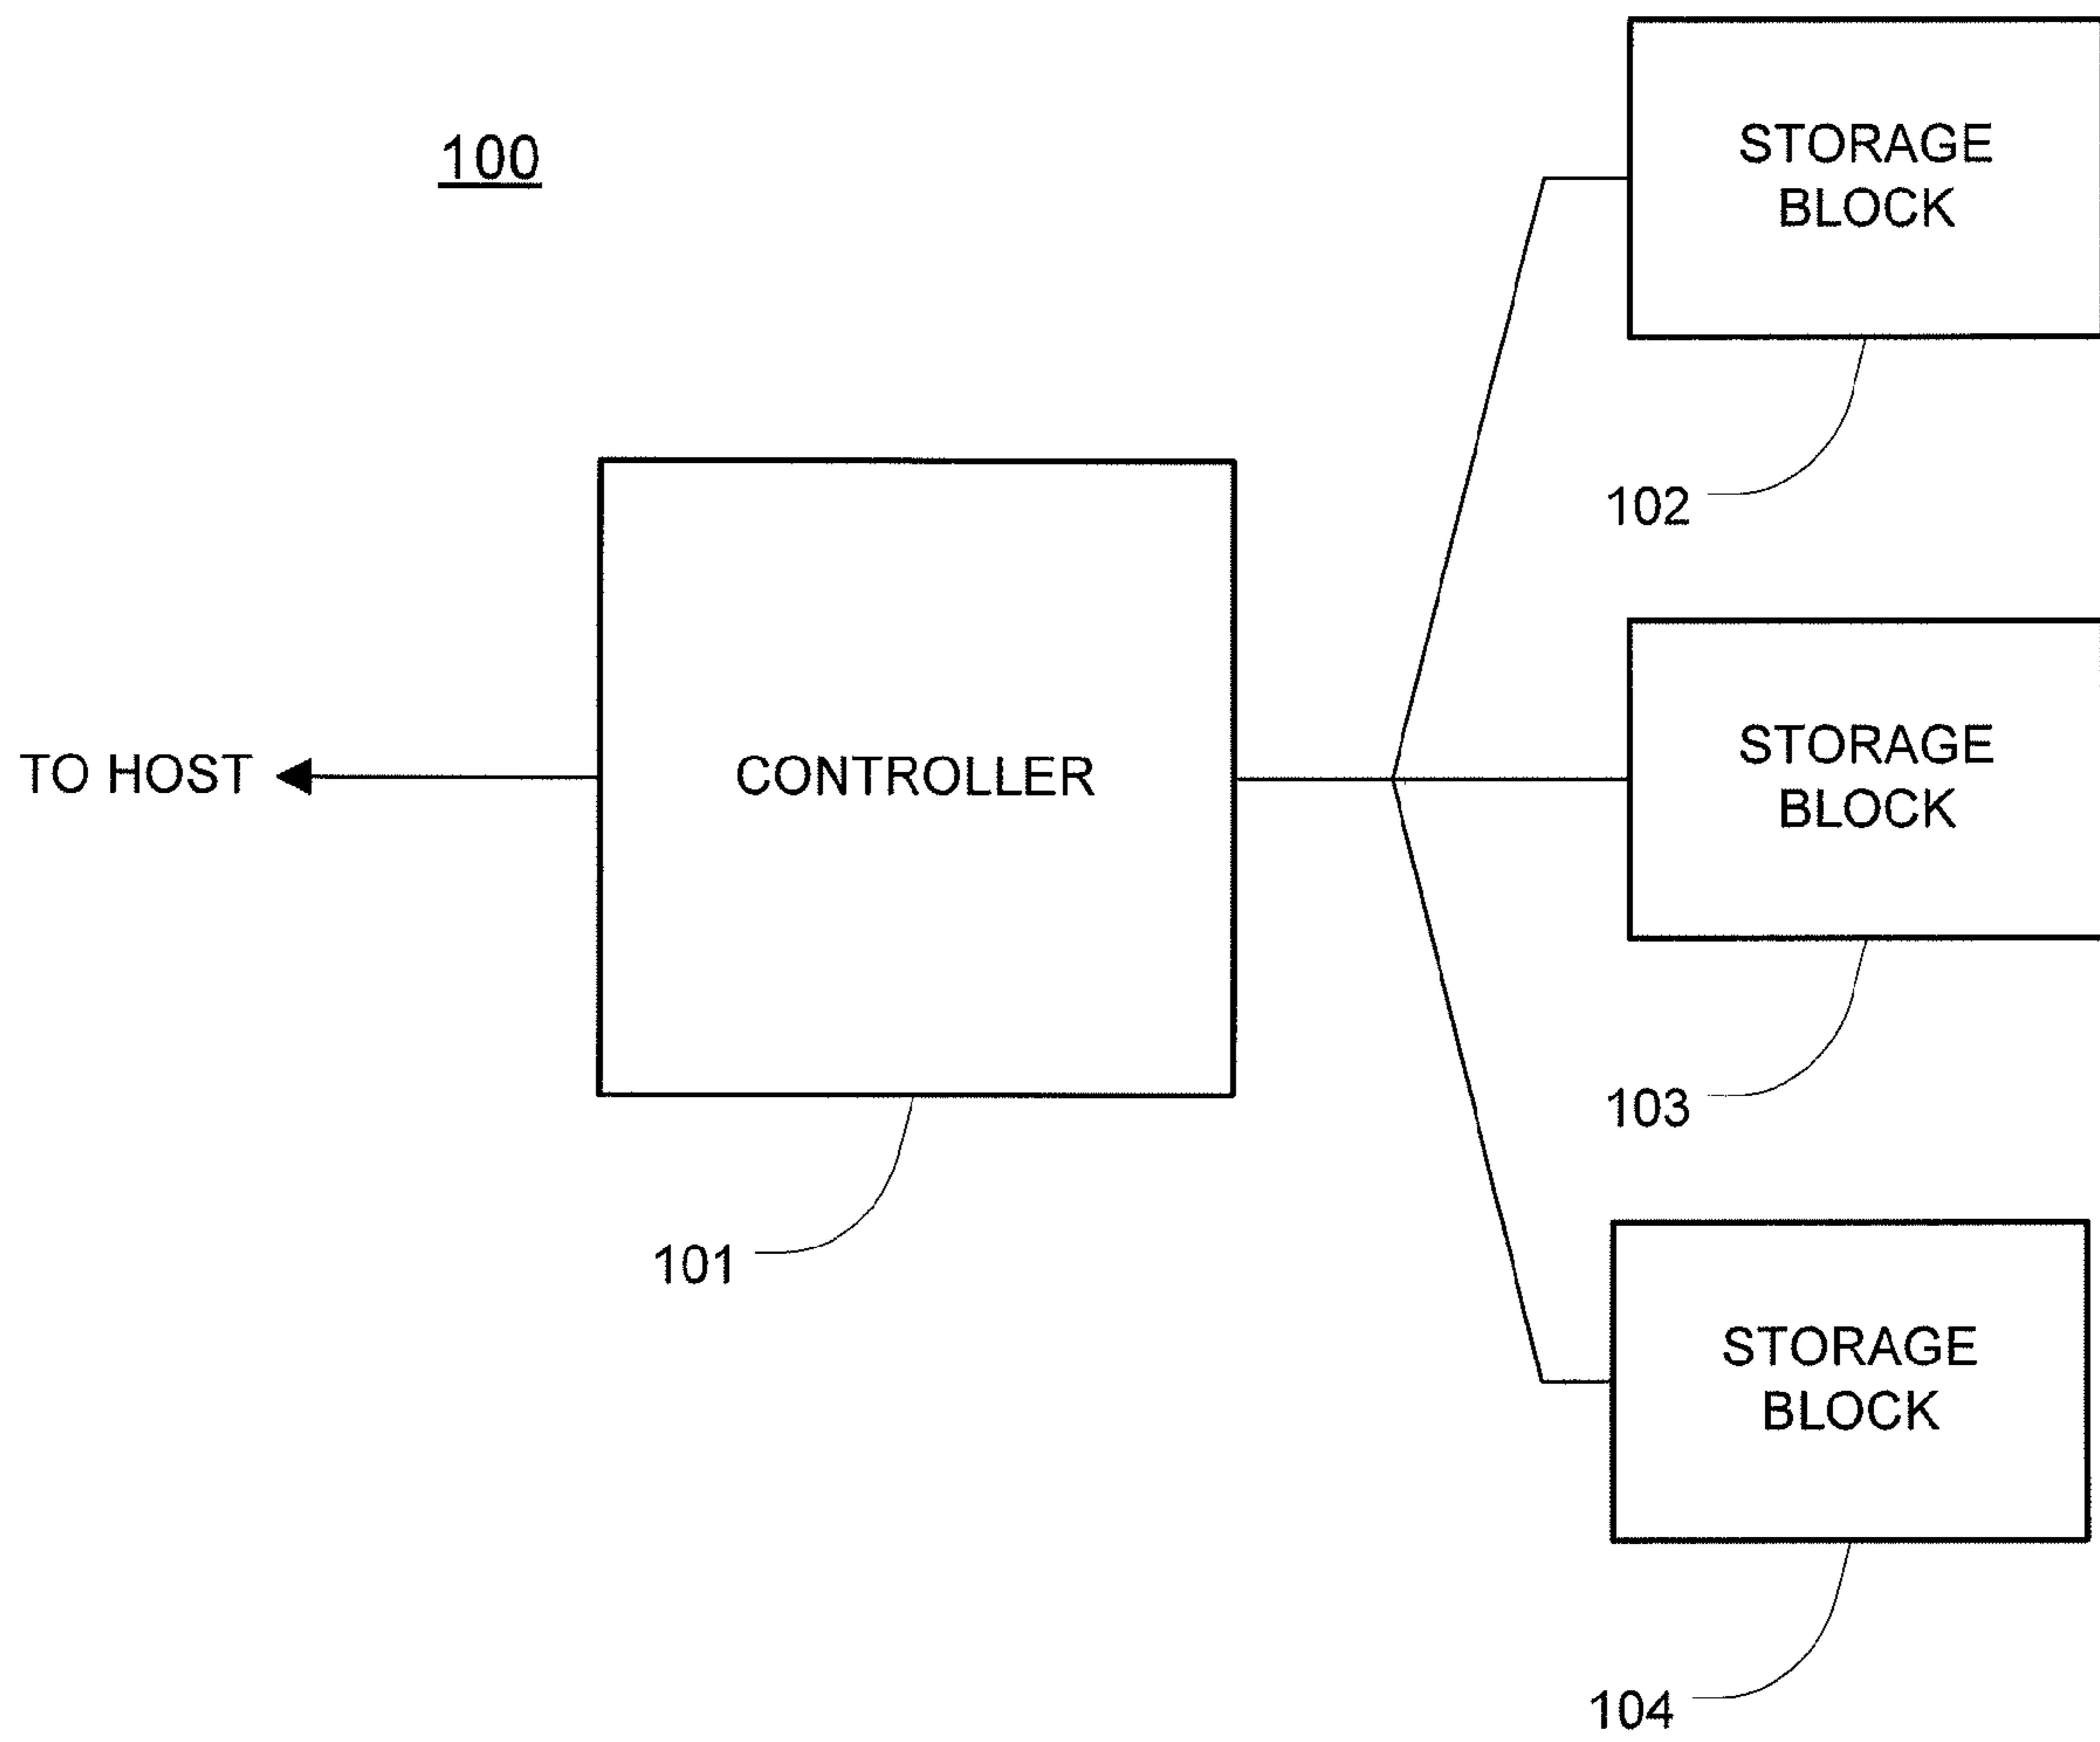 100
STORAGE
BLOCK
102
TO HOST
CONTROLLER
101
STORAGE
BLOCK
103
STORAGE
BLOCK
104